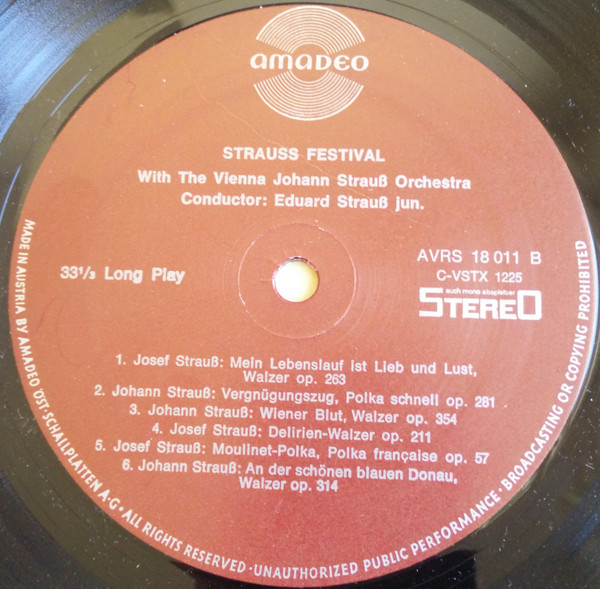 amadeo
STRAUSS FESTIVAL
With The Vienna Johann Strauß Orchestra
Conductor: Eduard Strauß jun.
33⅓ Long Play
AVRS 18 011 B
C-VSTX 1225
auch mono abspielbar
STEREO
1. Josef Strauß: Mein Lebenslauf ist Lieb und Lust,
Walzer op. 263
2. Johann Strauß: Vergnügungszug, Polka schnell op. 281
3. Johann Strauß: Wiener Blut, Walzer op. 354
4. Josef Strauß: Delirien-Walzer op. 211
5. Josef Strauß: Moulinet-Polka, Polka française op. 57
6. Johann Strauß: An der schönen blauen Donau,
Walzer op. 314
MADE IN AUSTRIA BY AMADEO ÖST·SCHALLPLATTEN A·G·ALL RIGHTS RESERVED·UNAUTHORIZED PUBLIC PERFORMANCE·BROADCASTING OR COPYING PROHIBITED